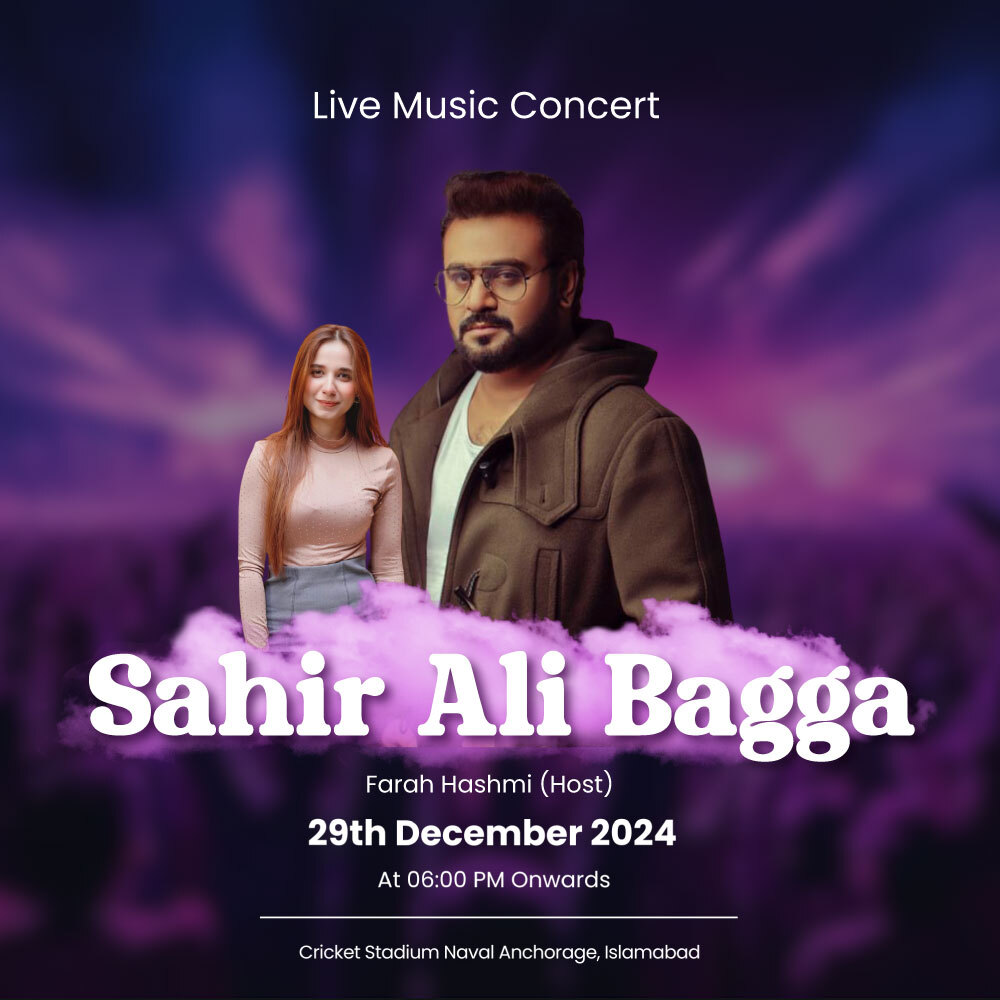 Live Music Concert
Sahir Ali Bagga
Farah Hashmi (Host)
29th December 2024
At 06:00 PM Onwards
Cricket Stadium Naval Anchorage, Islamabad